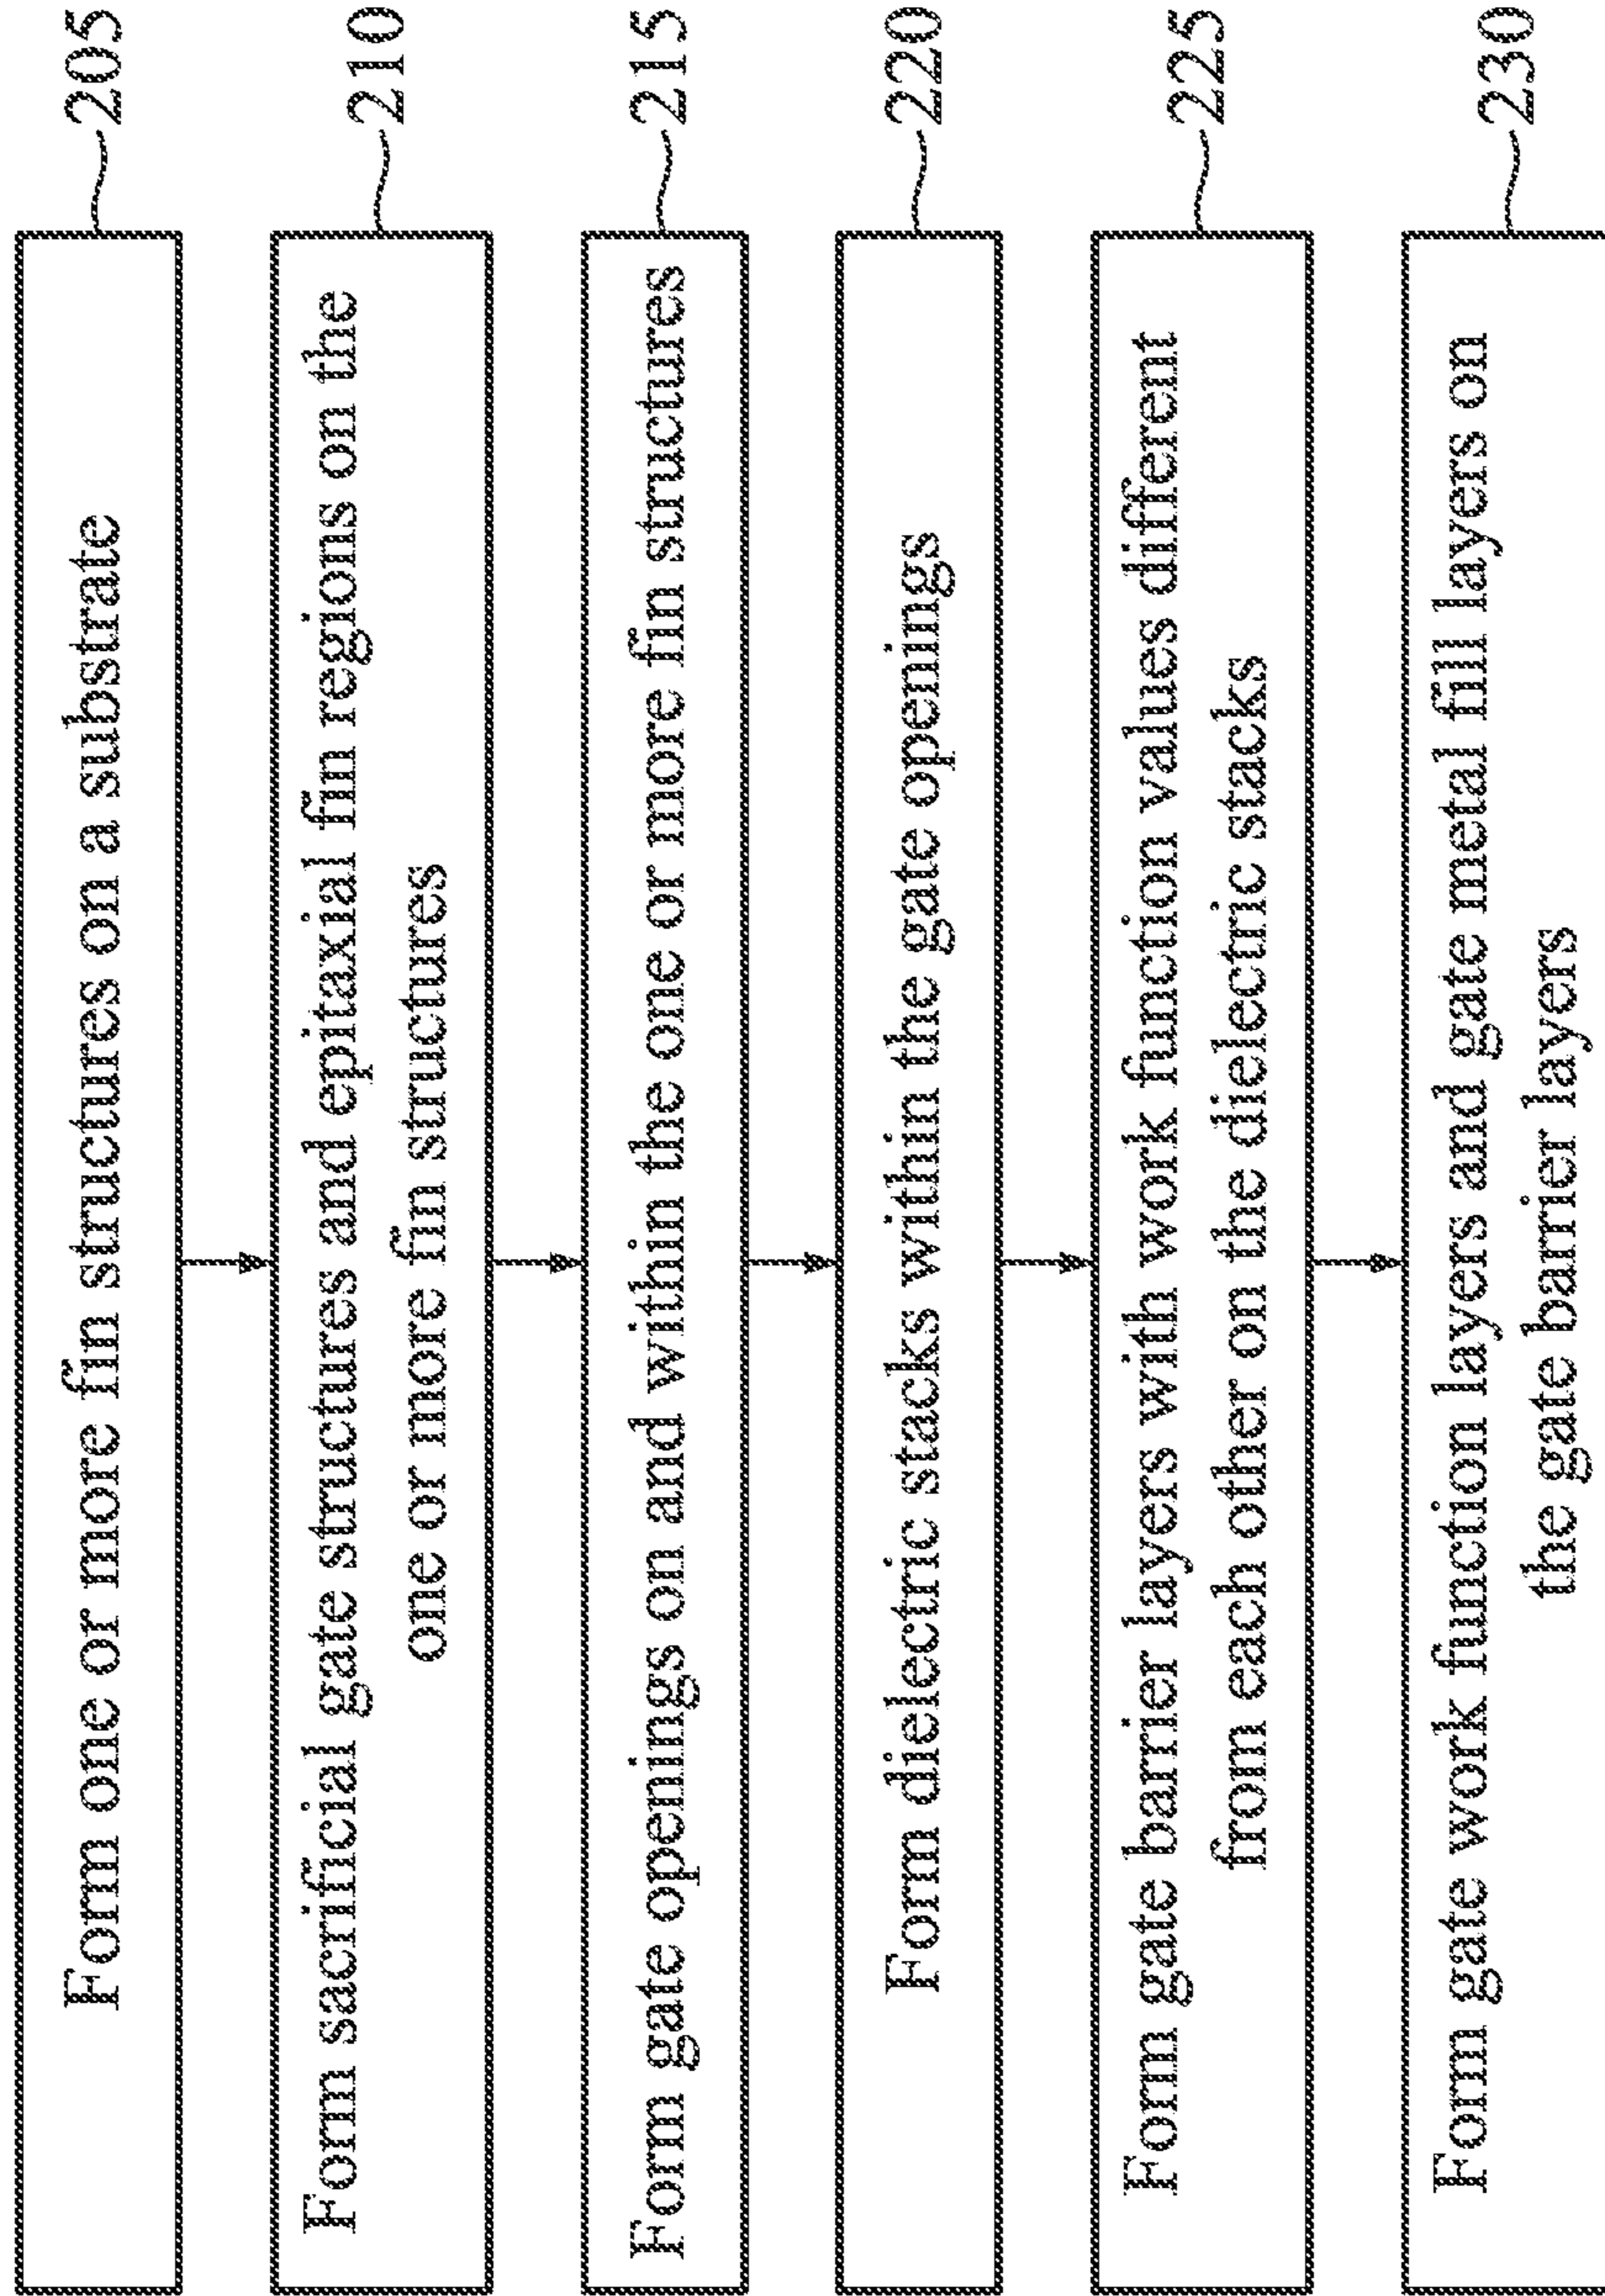 Form one or more fin structures on a substrate
205
Form sacrificial gate structures and epitaxial fin regions on the
one or more fin structures
210
Form gate openings on and within the one or more fin structures
215
Form dielectric stacks within the gate openings
220
Form gate barrier layers with work function values different
from each other on the dielectric stacks
225
Form gate work function layers and gate metal fill layers on
the gate barrier layers
230